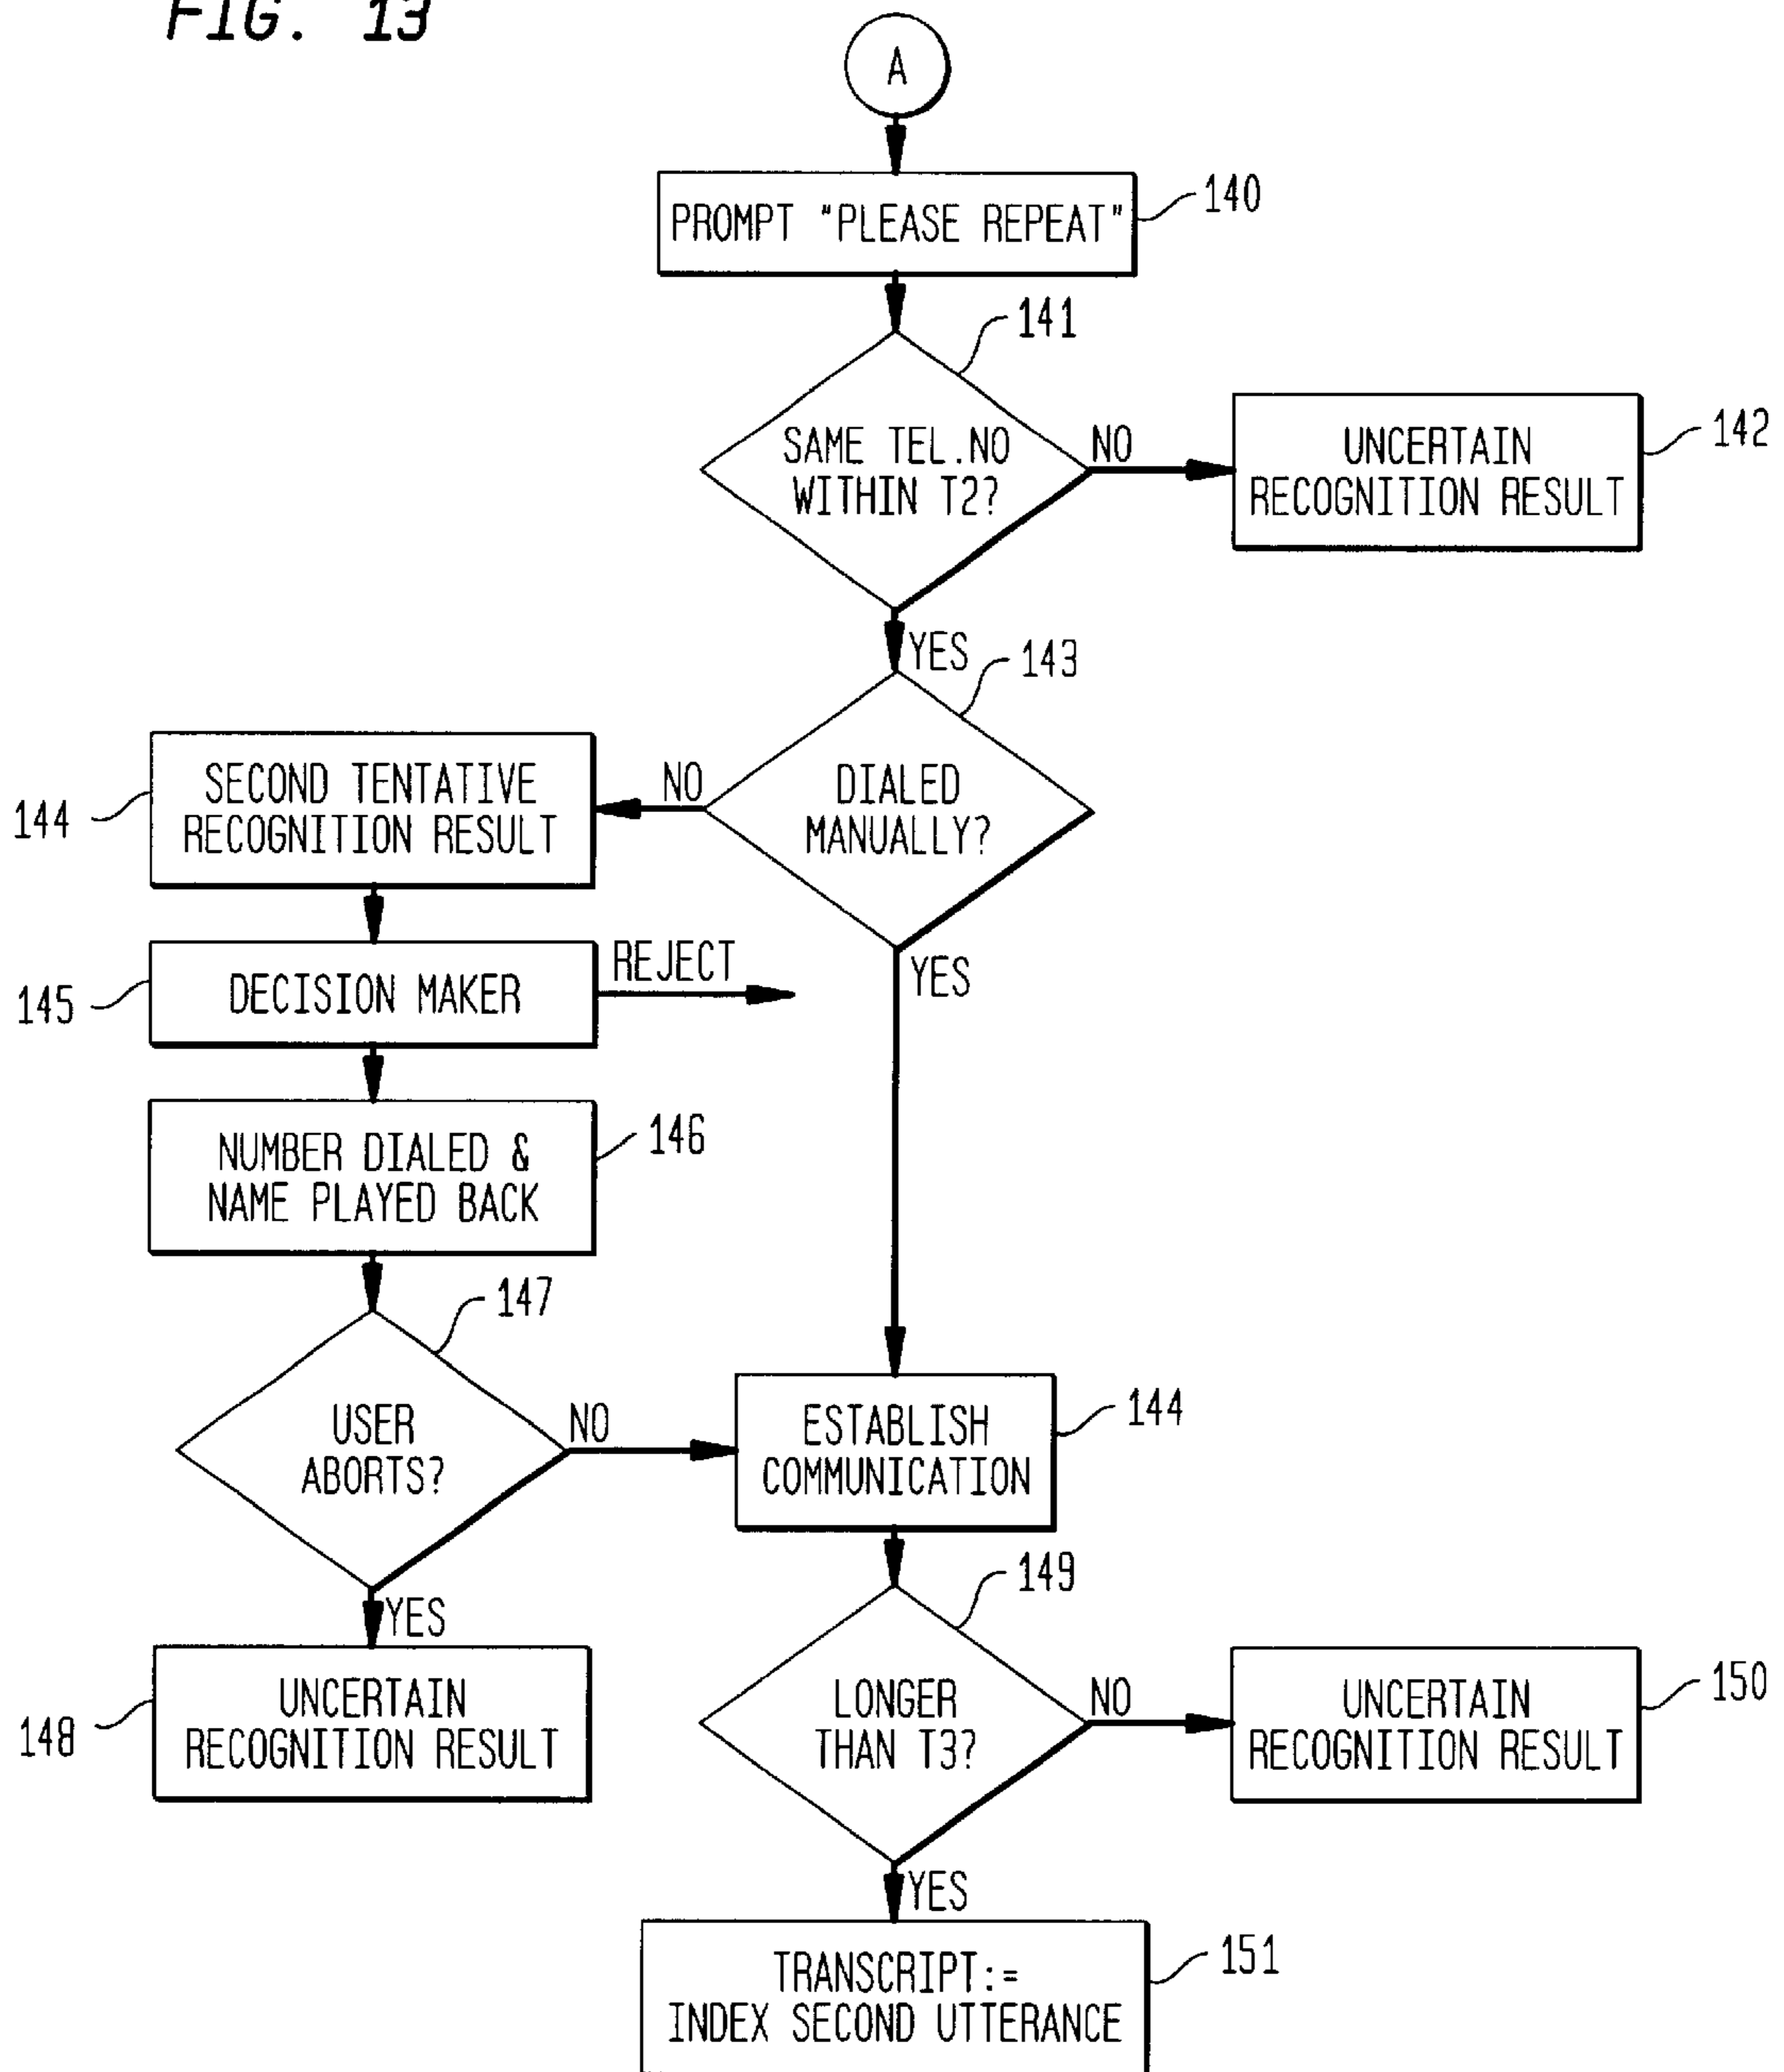 FIG. 13
A
PROMPT "PLEASE REPEAT"
140
141
SAME TEL.NO
WITHIN T2?
NO
UNCERTAIN
RECOGNITION RESULT
142
YES
143
DIALED
MANUALLY?
NO
SECOND TENTATIVE
RECOGNITION RESULT
144
DECISION MAKER
145
REJECT
YES
NUMBER DIALED &
NAME PLAYED BACK
146
147
USER
ABORTS?
NO
ESTABLISH
COMMUNICATION
144
YES
UNCERTAIN
RECOGNITION RESULT
148
149
LONGER
THAN T3?
NO
UNCERTAIN
RECOGNITION RESULT
150
YES
TRANSCRIPT:=
INDEX SECOND UTTERANCE
151